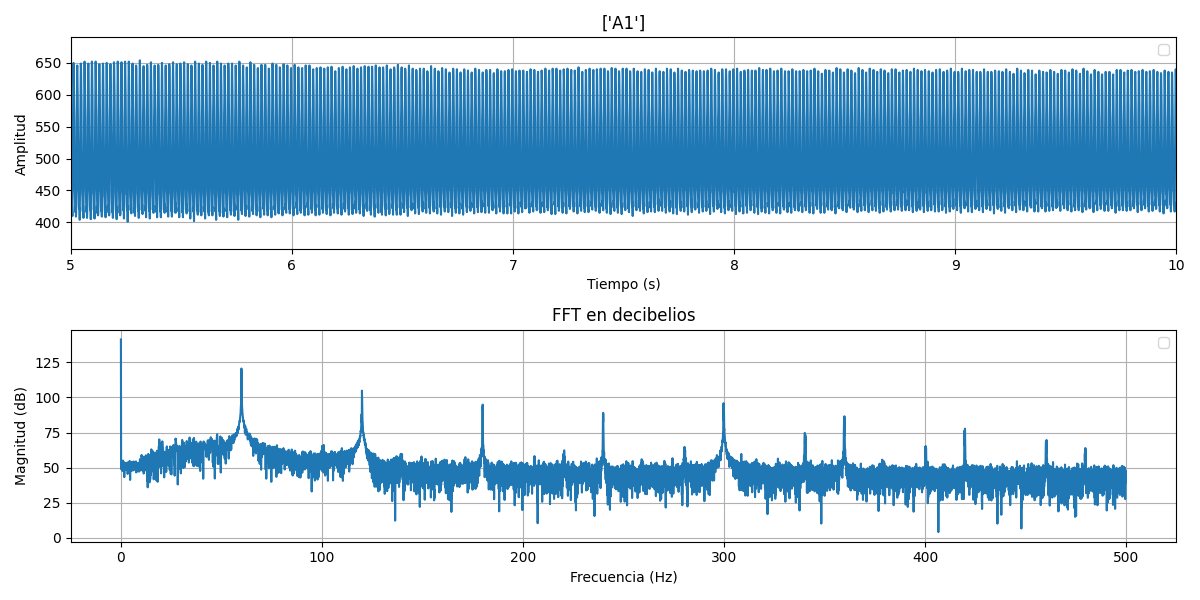 ['A1']
650
600
550
500
450
400
Amplitud
5 6 7 8 9 10
Tiempo (s)
FFT en decibelios
125
100
75
50
25
0
Magnitud (dB)
0 100 200 300 400 500
Frecuencia (Hz)